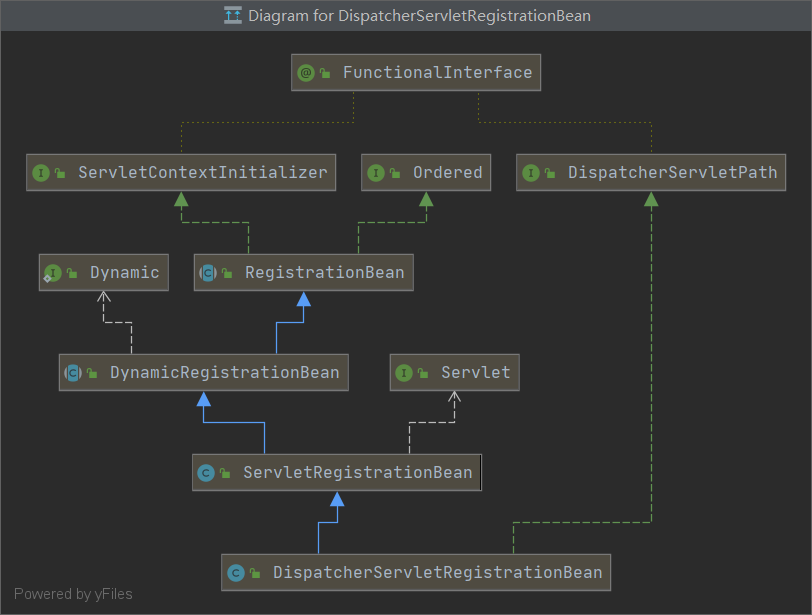 Diagram for DispatcherServletRegistrationBean
FunctionalInterface
ServletContextInitializer
Ordered
DispatcherServletPath
Dynamic
RegistrationBean
DynamicRegistrationBean
Servlet
ServletRegistrationBean
DispatcherServletRegistrationBean
Powered by yFiles